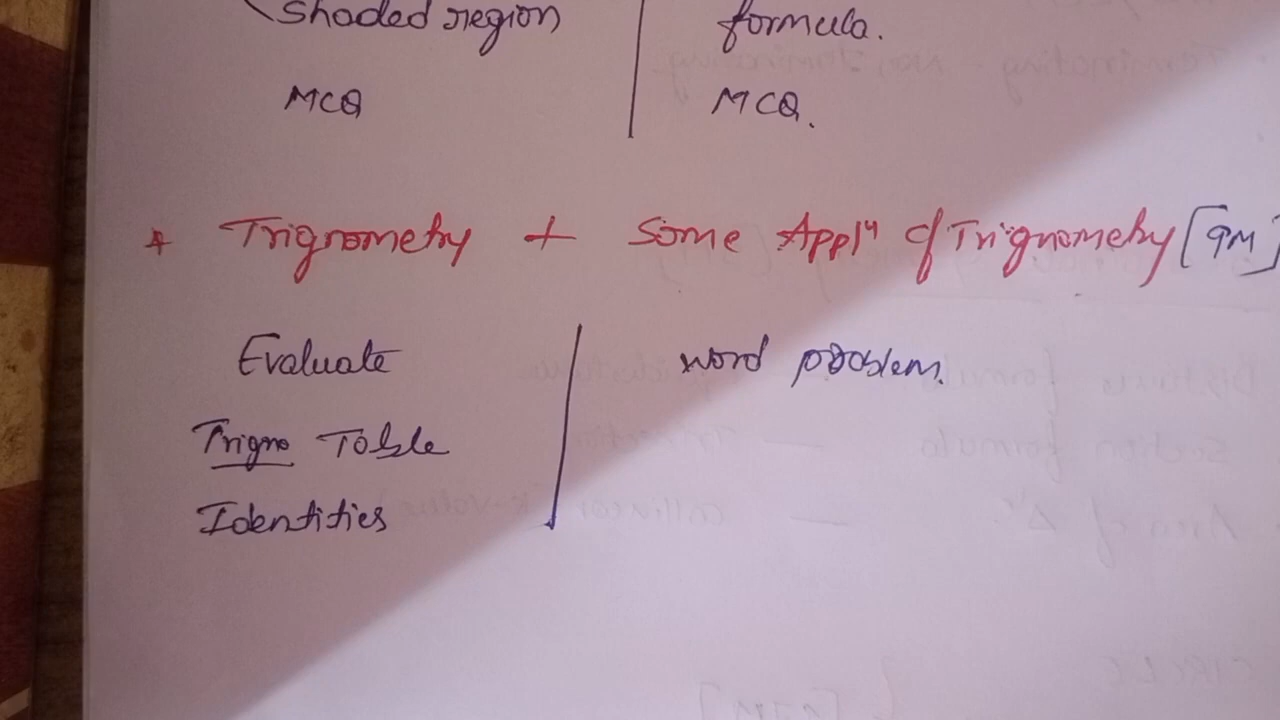 Shaded region | formula.
MCQ | MCQ.
* Trignometry + Some Appl^n of Trignometry [9M]
Evaluate | word problem.
Trigno Table
Identities